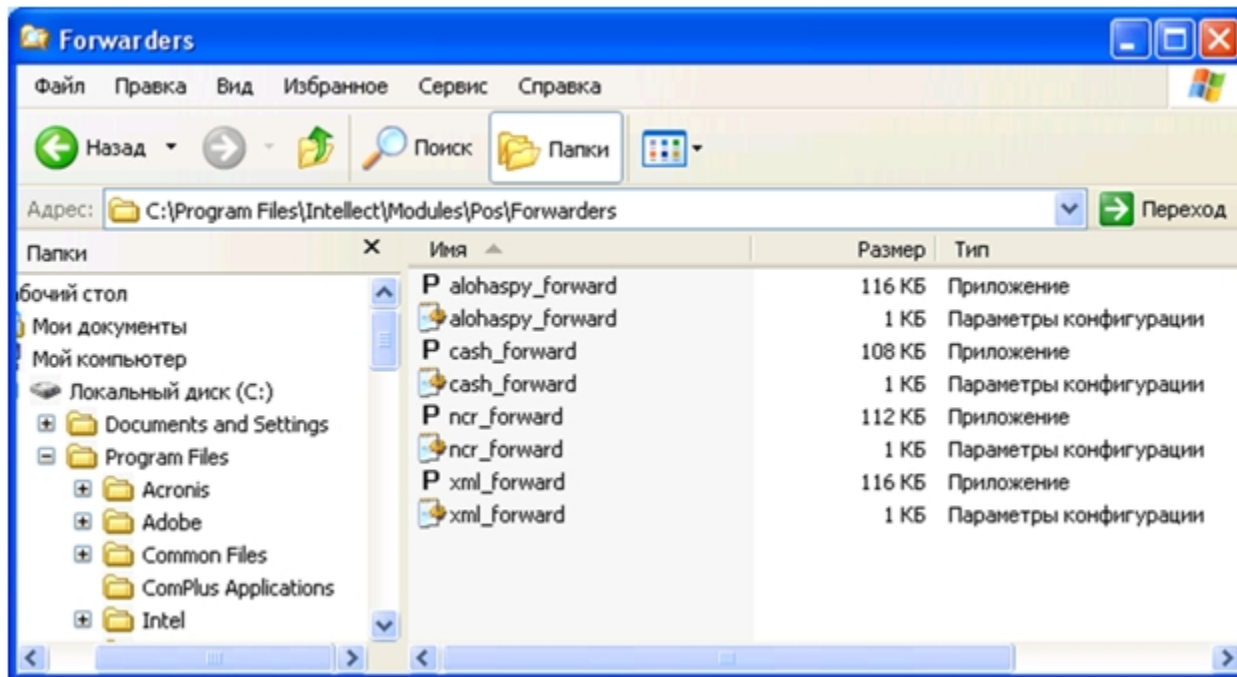 Forwarders
Файл Правка Вид Избранное Сервис Справка
Назад Поиск Папки
Адрес: C:\Program Files\Intellect\Modules\Pos\Forwarders Переход
Папки
бочий стол
Мои документы
Мой компьютер
Локальный диск (C:)
Documents and Settings
Program Files
Acronis
Adobe
Common Files
ComPlus Applications
Intel
Имя Размер Тип
P alohaspy_forward 116 КБ Приложение
alohaspy_forward 1 КБ Параметры конфигурации
P cash_forward 108 КБ Приложение
cash_forward 1 КБ Параметры конфигурации
P ncr_forward 112 КБ Приложение
ncr_forward 1 КБ Параметры конфигурации
P xml_forward 116 КБ Приложение
xml_forward 1 КБ Параметры конфигурации